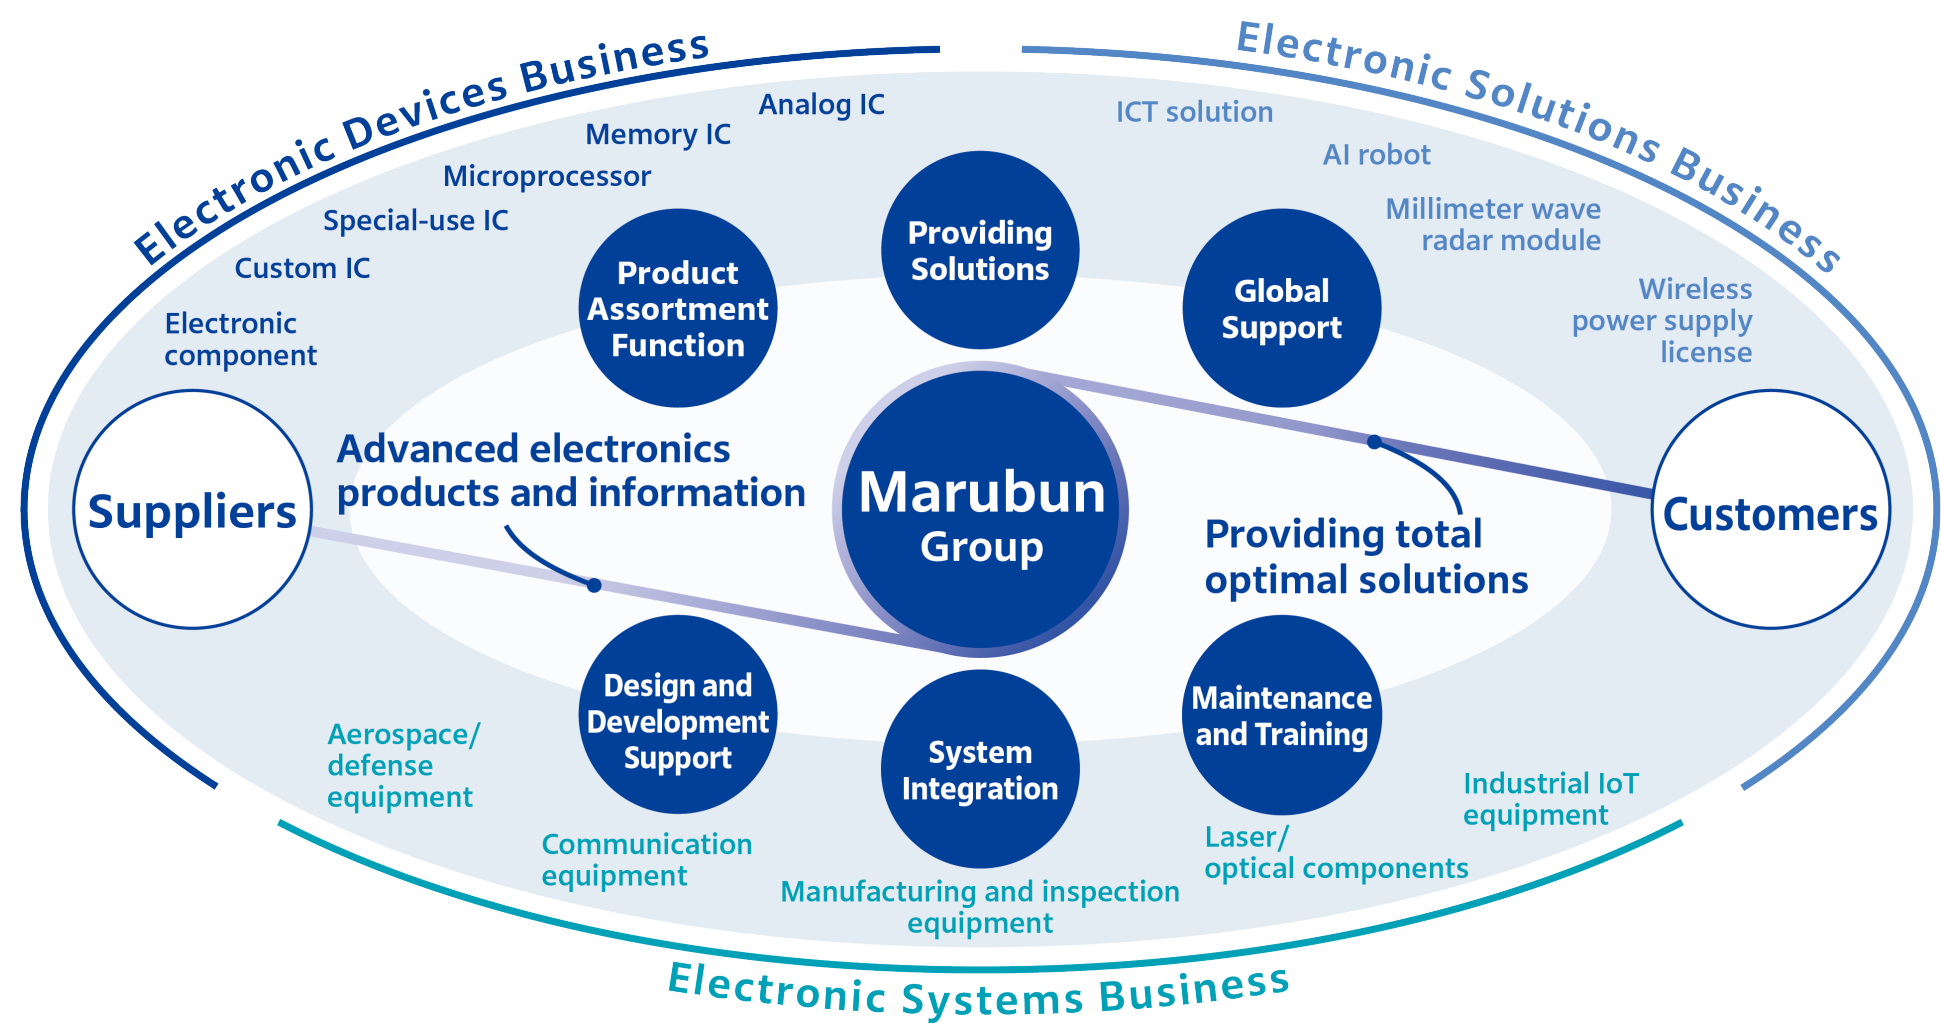 Electronic Devices Business
Electronic Solutions Business
Analog IC
Memory IC
Microprocessor
Special-use IC
Custom IC
Electronic
component
ICT solution
AI robot
Millimeter wave
radar module
Wireless
power supply
license
Product
Assortment
Function
Providing
Solutions
Global
Support
Suppliers
Advanced electronics
products and information
Marubun
Group
Providing total
optimal solutions
Customers
Design and
Development
Support
System
Integration
Maintenance
and Training
Aerospace/
defense
equipment
Communication
equipment
Manufacturing and inspection
equipment
Laser/
optical components
Industrial IoT
equipment
Electronic Systems Business